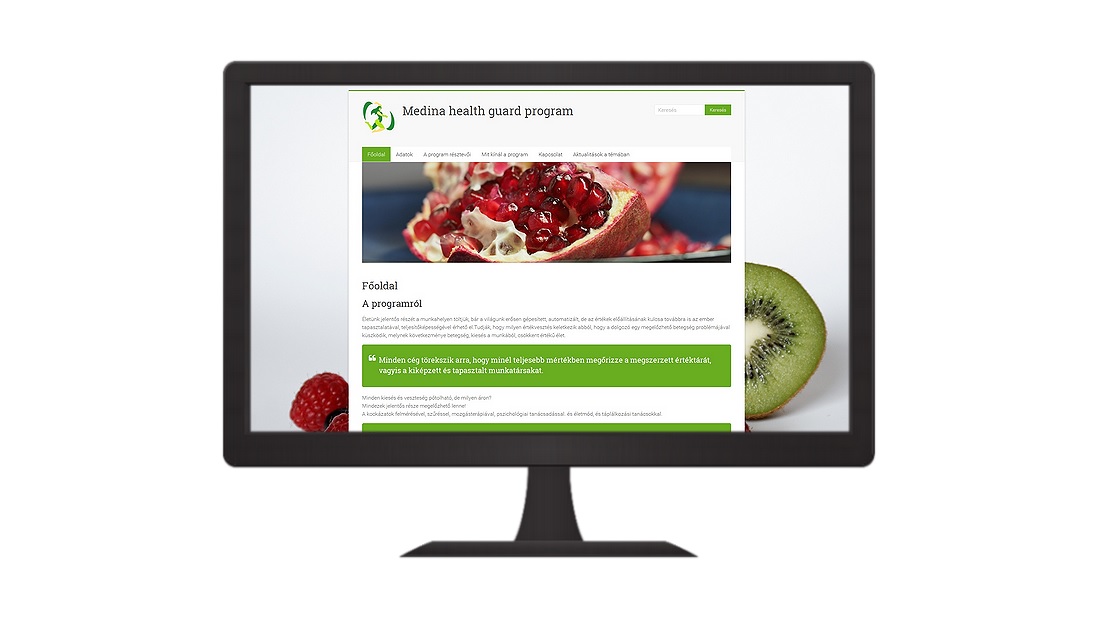 Medina health guard program
Keresés
Keresés
Főoldal Adatok A program résztevői Mit kínál a program Kapcsolat Aktualitások a témában
Főoldal
A programról
Életünk jelentős részét a munkahelyen töltjük, bár a világunk erősen gépesített, automatizált, de az értékek előállításának kulcsa továbbra is az ember
tapasztalatával, teljesítőképességével érhető el.Tudják, hogy milyen értékvesztés keletkezik abból, hogy a dolgozó egy megelőzhető betegség problémájával
küszködik, melynek következménye betegség, kiesés a munkából, csökkent értékű élet.
Minden cég törekszik arra, hogy minél teljesebb mértékben megőrizze a megszerzett értéktárát,
vagyis a kiképzett és tapasztalt munkatársakat.
Minden kiesés és veszteség pótolható, de milyen áron?
Mindezek jelentős része megelőzhető lenne!
A kockázatok felmérésével, szűréssel, mozgásterápiával, pszichológiai tanácsadással. és életmód, és táplálkozási tanácsokkal.